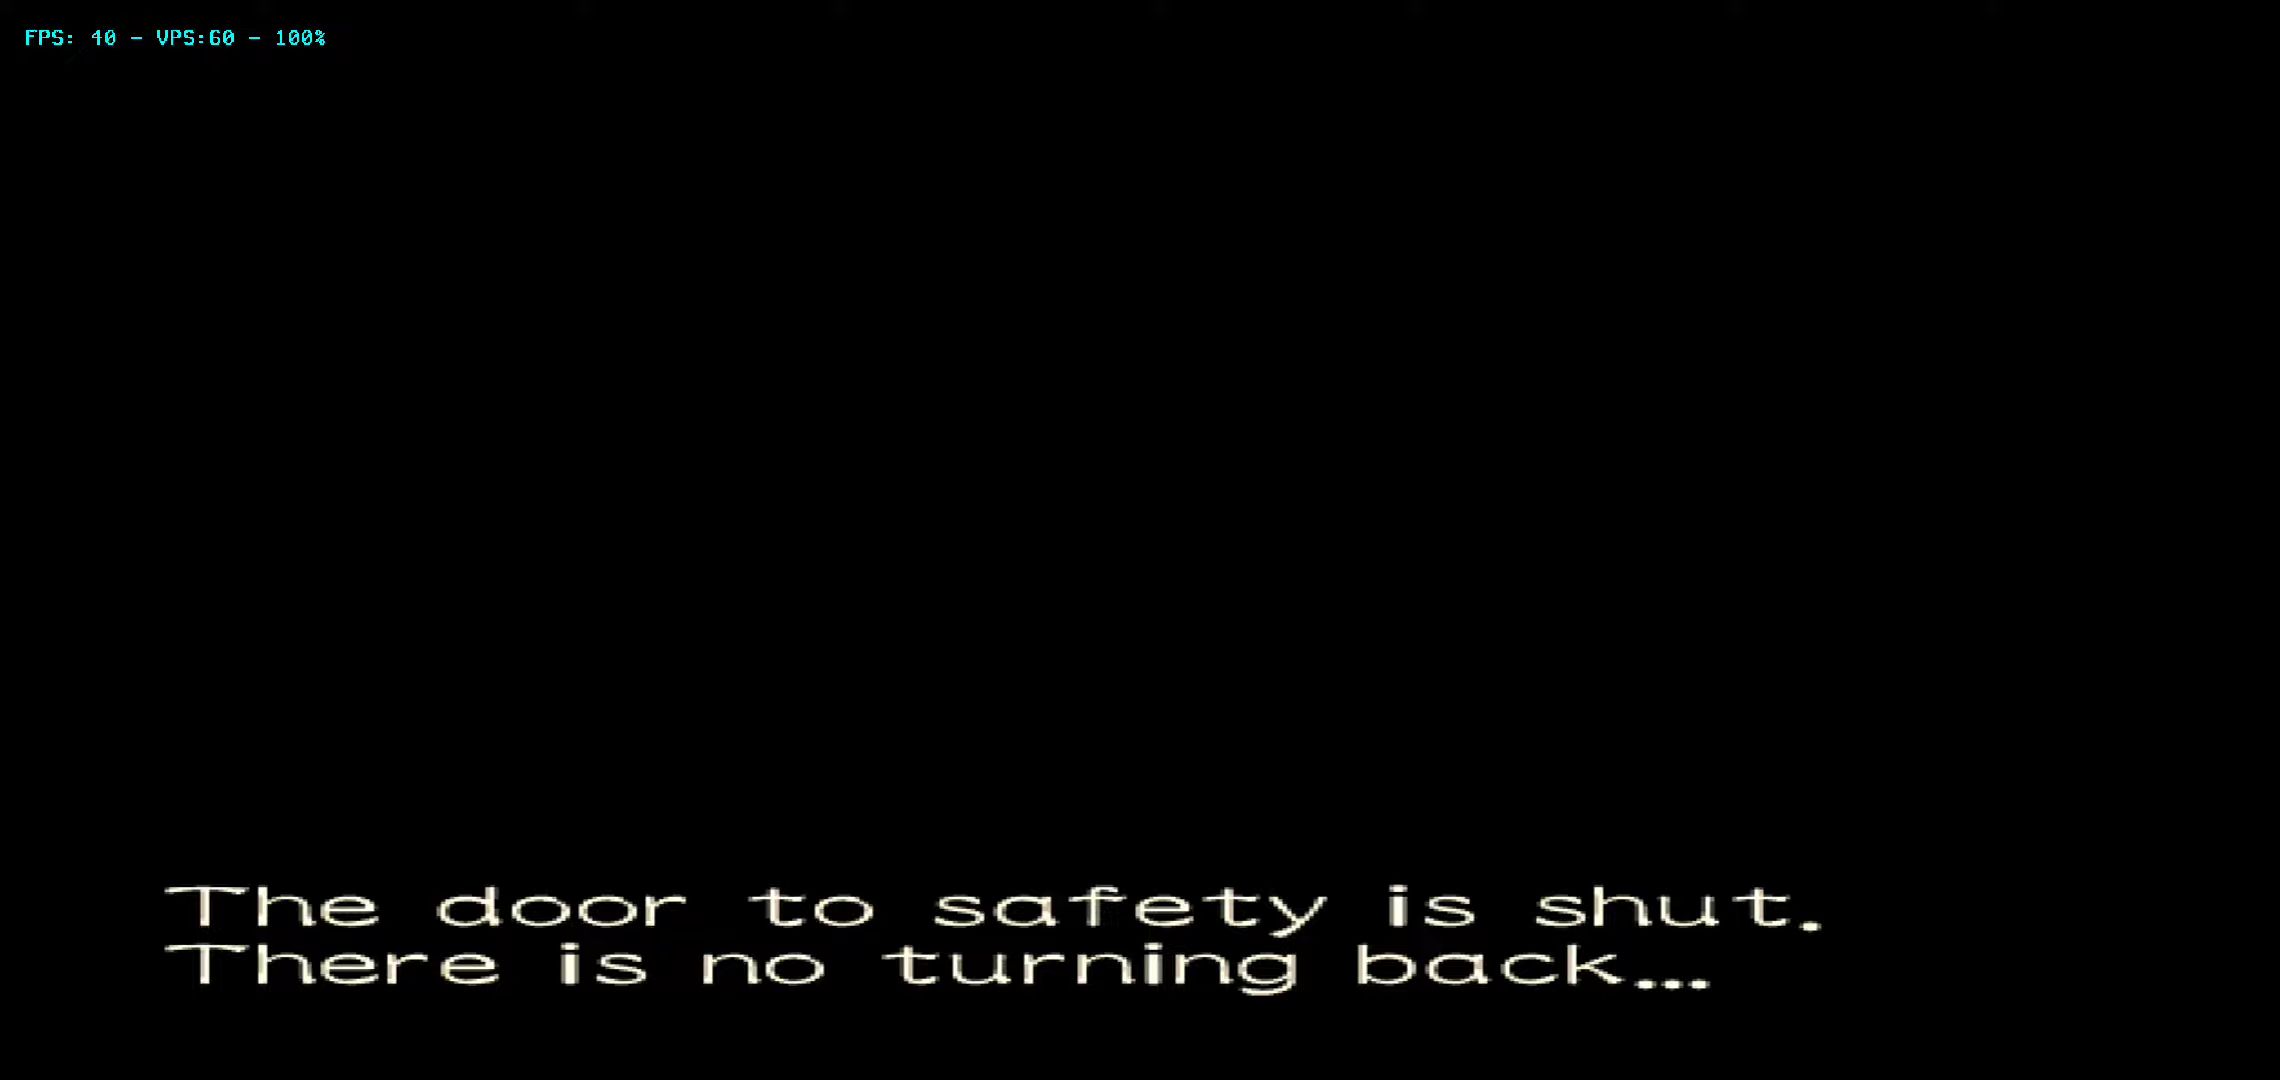 FPS: 40 - VPS:60 - 100%
The door to safety is shut.
There is no turning back...